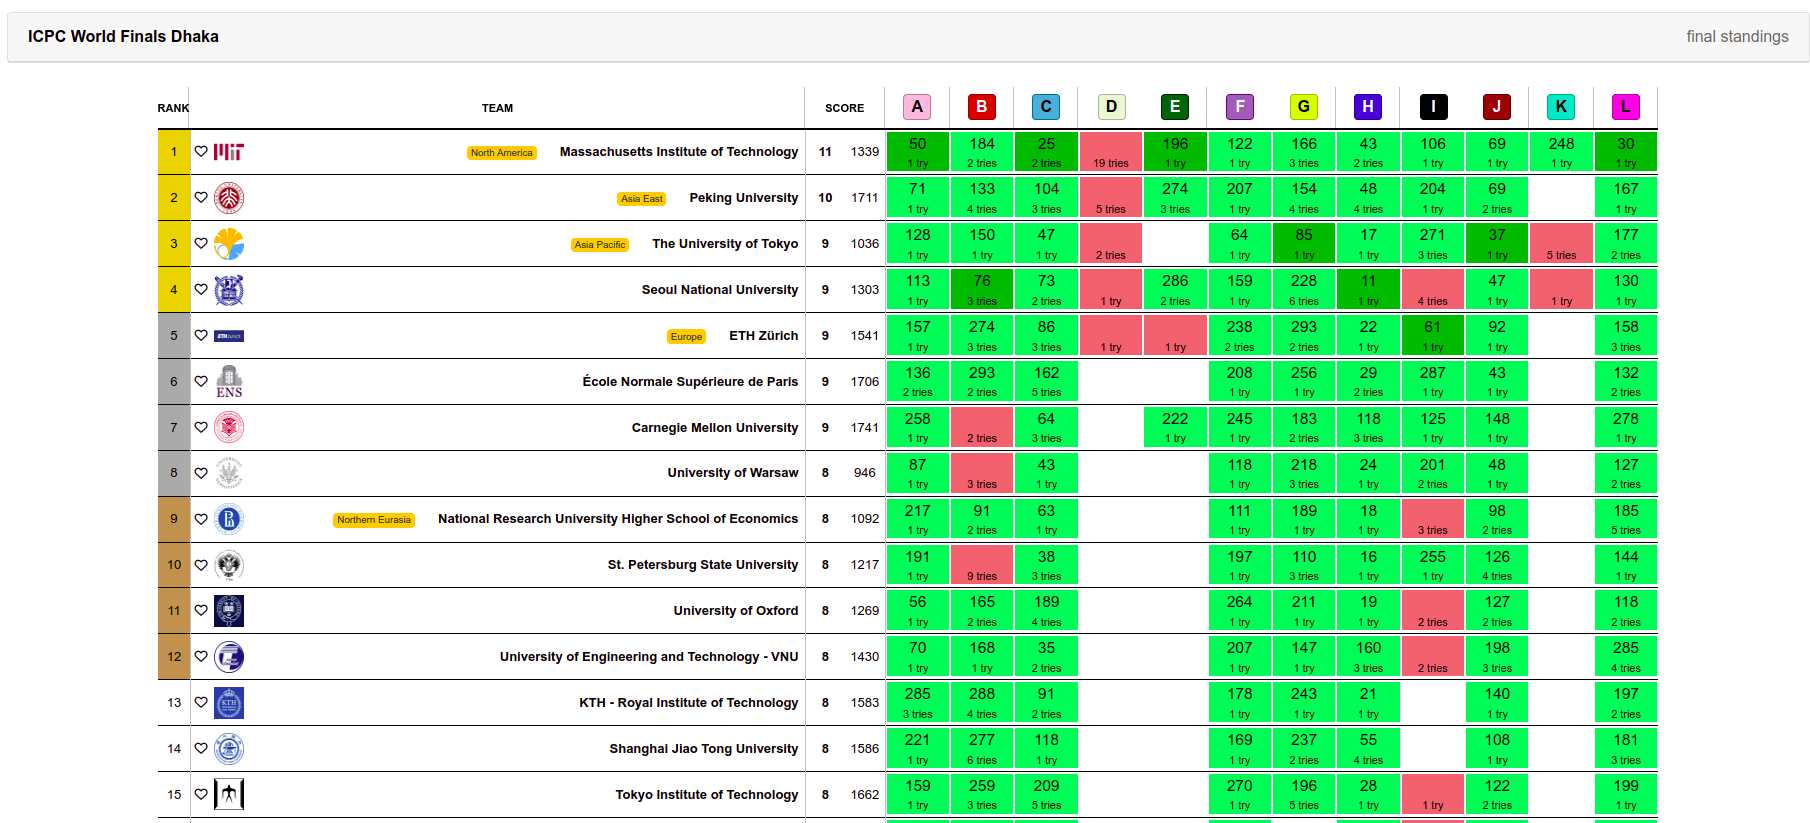 ICPC World Finals Dhaka final standings
RANK TEAM SCORE A B C D E F G H I J K L
1 MIT North America Massachusetts Institute of Technology 11 1339 50 184 25 196 122 166 43 106 69 248 30
1 try 2 tries 2 tries 19 tries 1 try 1 try 3 tries 2 tries 1 try 1 try 1 try 1 try
2 Asia East Peking University 10 1711 71 133 104 274 207 154 48 204 69 167
1 try 4 tries 3 tries 5 tries 3 tries 1 try 4 tries 4 tries 1 try 2 tries 1 try
3 Asia Pacific The University of Tokyo 9 1036 128 150 47 64 85 17 271 37 177
1 try 1 try 1 try 2 tries 1 try 1 try 1 try 3 tries 1 try 5 tries 2 tries
4 Seoul National University 9 1303 113 76 73 286 159 228 11 47 130
1 try 3 tries 2 tries 1 try 2 tries 1 try 6 tries 1 try 4 tries 1 try 1 try 1 try
5 ETH zürich Europe ETH Zürich 9 1541 157 274 86 238 293 22 61 92 158
1 try 3 tries 3 tries 1 try 1 try 2 tries 2 tries 1 try 1 try 1 try 3 tries
6 ENS École Normale Supérieure de Paris 9 1706 136 293 162 208 256 29 287 43 132
2 tries 2 tries 5 tries 1 try 1 try 2 tries 1 try 1 try 2 tries
7 Carnegie Mellon University 9 1741 258 64 222 245 183 118 125 148 278
1 try 2 tries 3 tries 1 try 1 try 2 tries 3 tries 1 try 1 try 1 try
8 University of Warsaw 8 946 87 43 118 218 24 201 48 127
1 try 3 tries 1 try 1 try 3 tries 1 try 2 tries 1 try 2 tries
9 Northern Eurasia National Research University Higher School of Economics 8 1092 217 91 63 111 189 18 98 185
1 try 2 tries 1 try 1 try 1 try 1 try 3 tries 2 tries 5 tries
10 St. Petersburg State University 8 1217 191 38 197 110 16 255 126 144
1 try 9 tries 3 tries 1 try 3 tries 1 try 1 try 4 tries 1 try
11 University of Oxford 8 1269 56 165 189 264 211 19 127 118
1 try 2 tries 4 tries 1 try 1 try 1 try 2 tries 2 tries 2 tries
12 University of Engineering and Technology - VNU 8 1430 70 168 35 207 147 160 198 285
1 try 1 try 2 tries 1 try 1 try 3 tries 2 tries 3 tries 4 tries
13 KTH KTH - Royal Institute of Technology 8 1583 285 288 91 178 243 21 140 197
3 tries 4 tries 2 tries 1 try 1 try 1 try 1 try 2 tries
14 Shanghai Jiao Tong University 8 1586 221 277 118 169 237 55 108 181
1 try 6 tries 1 try 1 try 2 tries 4 tries 1 try 3 tries
15 Tokyo Institute of Technology 8 1662 159 259 209 270 196 28 122 199
1 try 3 tries 5 tries 1 try 5 tries 1 try 1 try 2 tries 1 try